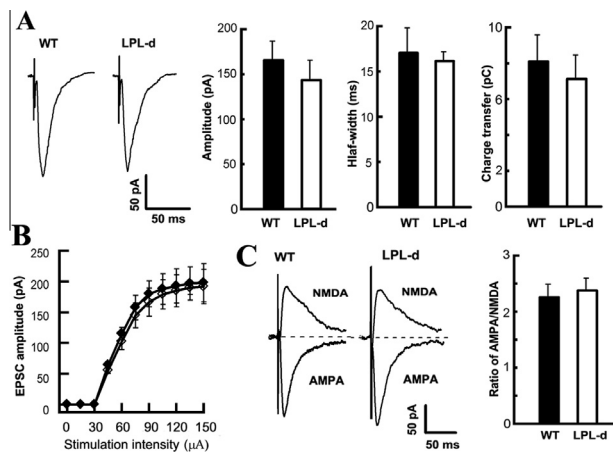 A
WT
LPL-d
50 pA
50 ms
Amplitude (pA)
200
150
100
50
0
WT
LPL-d
Hlaf-width (ms)
20
15
10
5
0
WT
LPL-d
Charge transfer (pC)
10
8
6
4
2
0
WT
LPL-d
B
EPSC amplitude (pA)
250
200
150
100
50
0
0
30
60
90
120
150
Stimulation intensity (μA)
C
WT
LPL-d
NMDA
NMDA
AMPA
AMPA
50 pA
50 ms
Ratio of AMPA/NMDA
3
2
1
0
WT
LPL-d